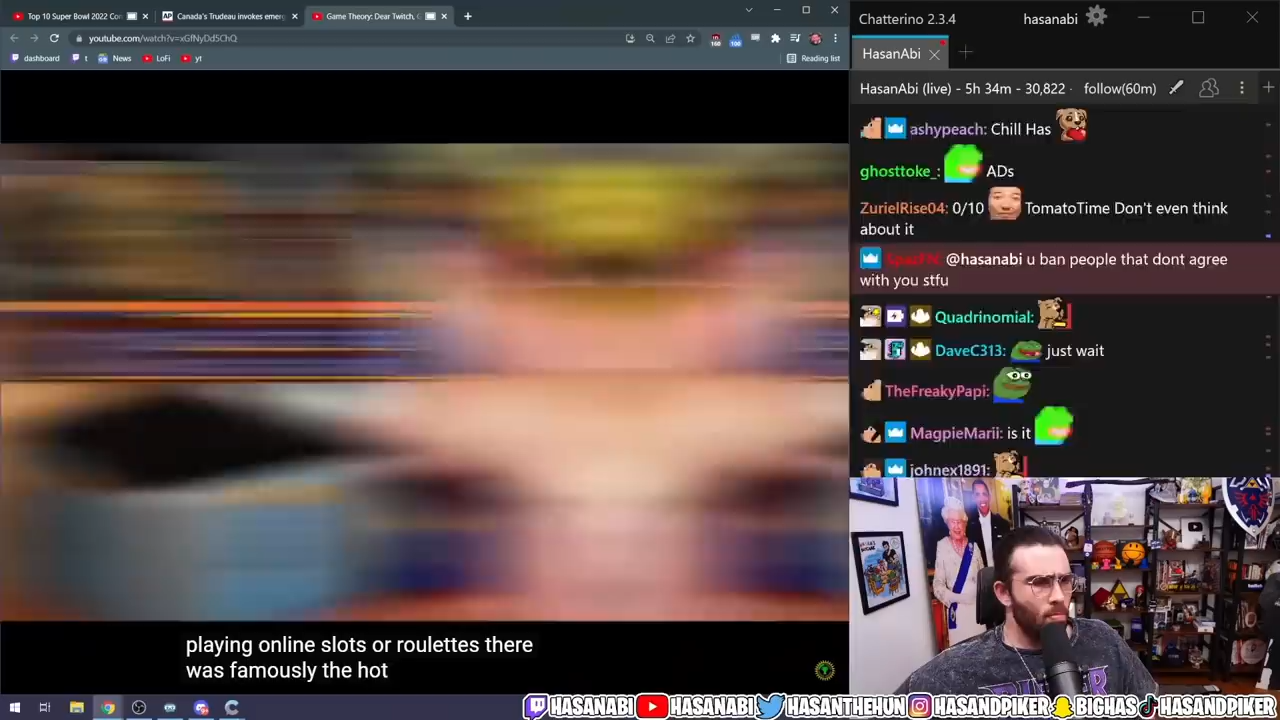 Top 10 Super Bowl 2022 Co
Canada's Trudeau invokes emer
Game Theory: Dear Twitch,
youtube.com/watch?v=xGfNyDd5ChQ
dashboard
t
News
LoFi
yt
Reading list
playing online slots or roulettes there
was famously the hot
Chatterino 2.3.4
hasanabi
HasanAbi
HasanAbi (live) - 5h 34m - 30,822 ·
follow(60m)
ashypeach: Chill Has
ghosttoke_: ADs
ZurielRise04: 0/10 TomatoTime Don't even think
about it
@hasanabi u ban people that dont agree
with you stfu
Quadrinomial:
DaveC313: just wait
TheFreakyPapi:
MagpieMarii: is it
johnex1891:
HASANABI HASANABI HASANTHEHUN HASANDPIKER BIGHAS HASANDPIKER